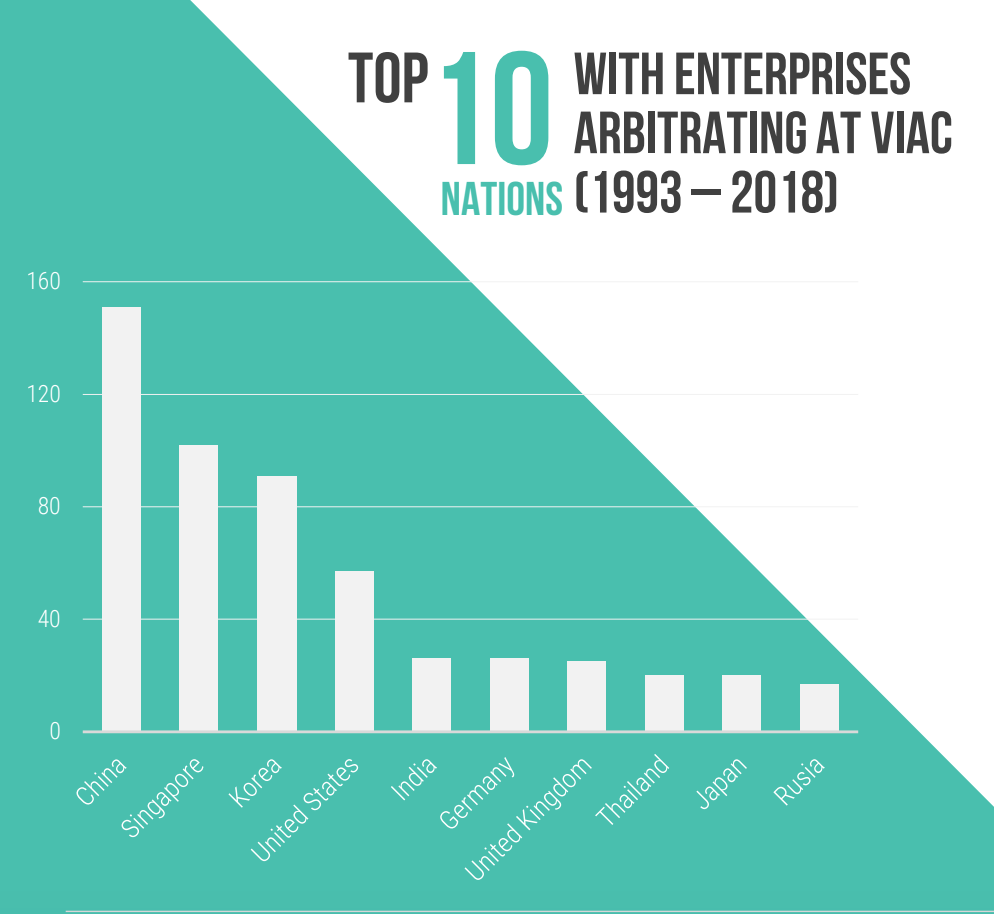 TOP 10 NATIONS
WITH ENTERPRISES
ARBITRATING AT VIAC
(1993 – 2018)
160
120
80
40
0
China
Singapore
Korea
United States
India
Germany
United Kingdom
Thailand
Japan
Rusia